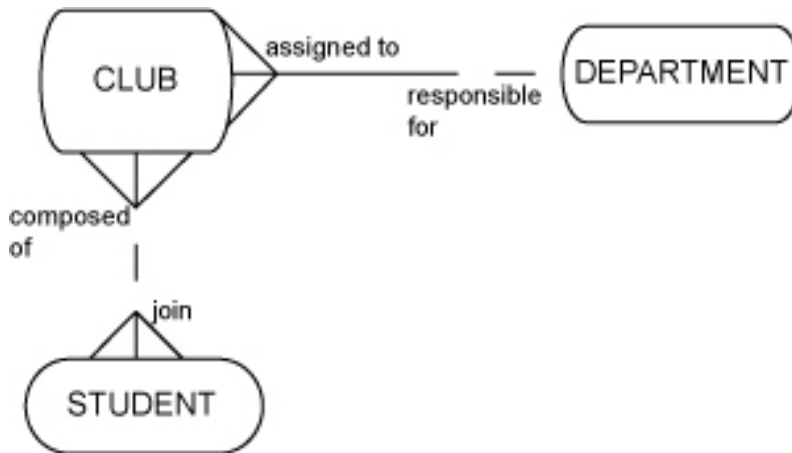 assigned to
CLUB
DEPARTMENT
responsible
for
composed
of
join
STUDENT